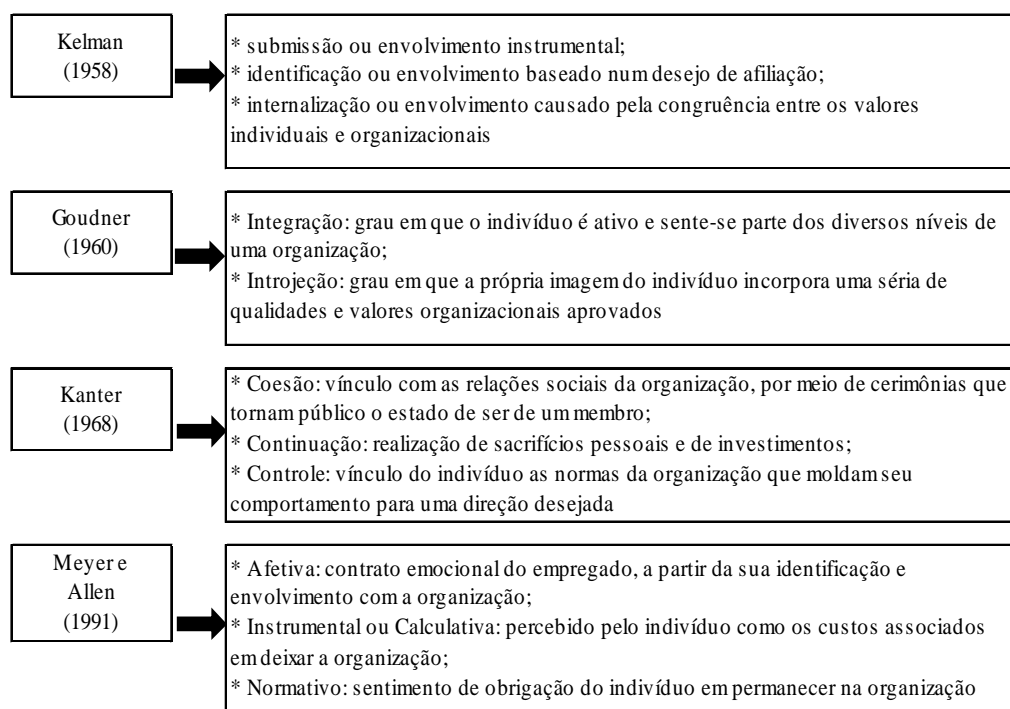 Kelman
(1958)
* submissão ou envolvimento instrumental;
* identificação ou envolvimento baseado num desejo de afiliação;
* internalização ou envolvimento causado pela congruência entre os valores
individuais e organizacionais
Goudner
(1960)
* Integração: grau em que o indivíduo é ativo e sente-se parte dos diversos níveis de
uma organização;
* Introjeção: grau em que a própria imagem do indivíduo incorpora uma séria de
qualidades e valores organizacionais aprovados
Kanter
(1968)
* Coesão: vínculo com as relações sociais da organização, por meio de cerimônias que
tornam público o estado de ser de um membro;
* Continuação: realização de sacrifícios pessoais e de investimentos;
* Controle: vínculo do indivíduo as normas da organização que moldam seu
comportamento para uma direção desejada
Meyer e
Allen
(1991)
* Afetiva: contrato emocional do empregado, a partir da sua identificação e
envolvimento com a organização;
* Instrumental ou Calculativa: percebido pelo indivíduo como os custos associados
em deixar a organização;
* Normativo: sentimento de obrigação do indivíduo em permanecer na organização